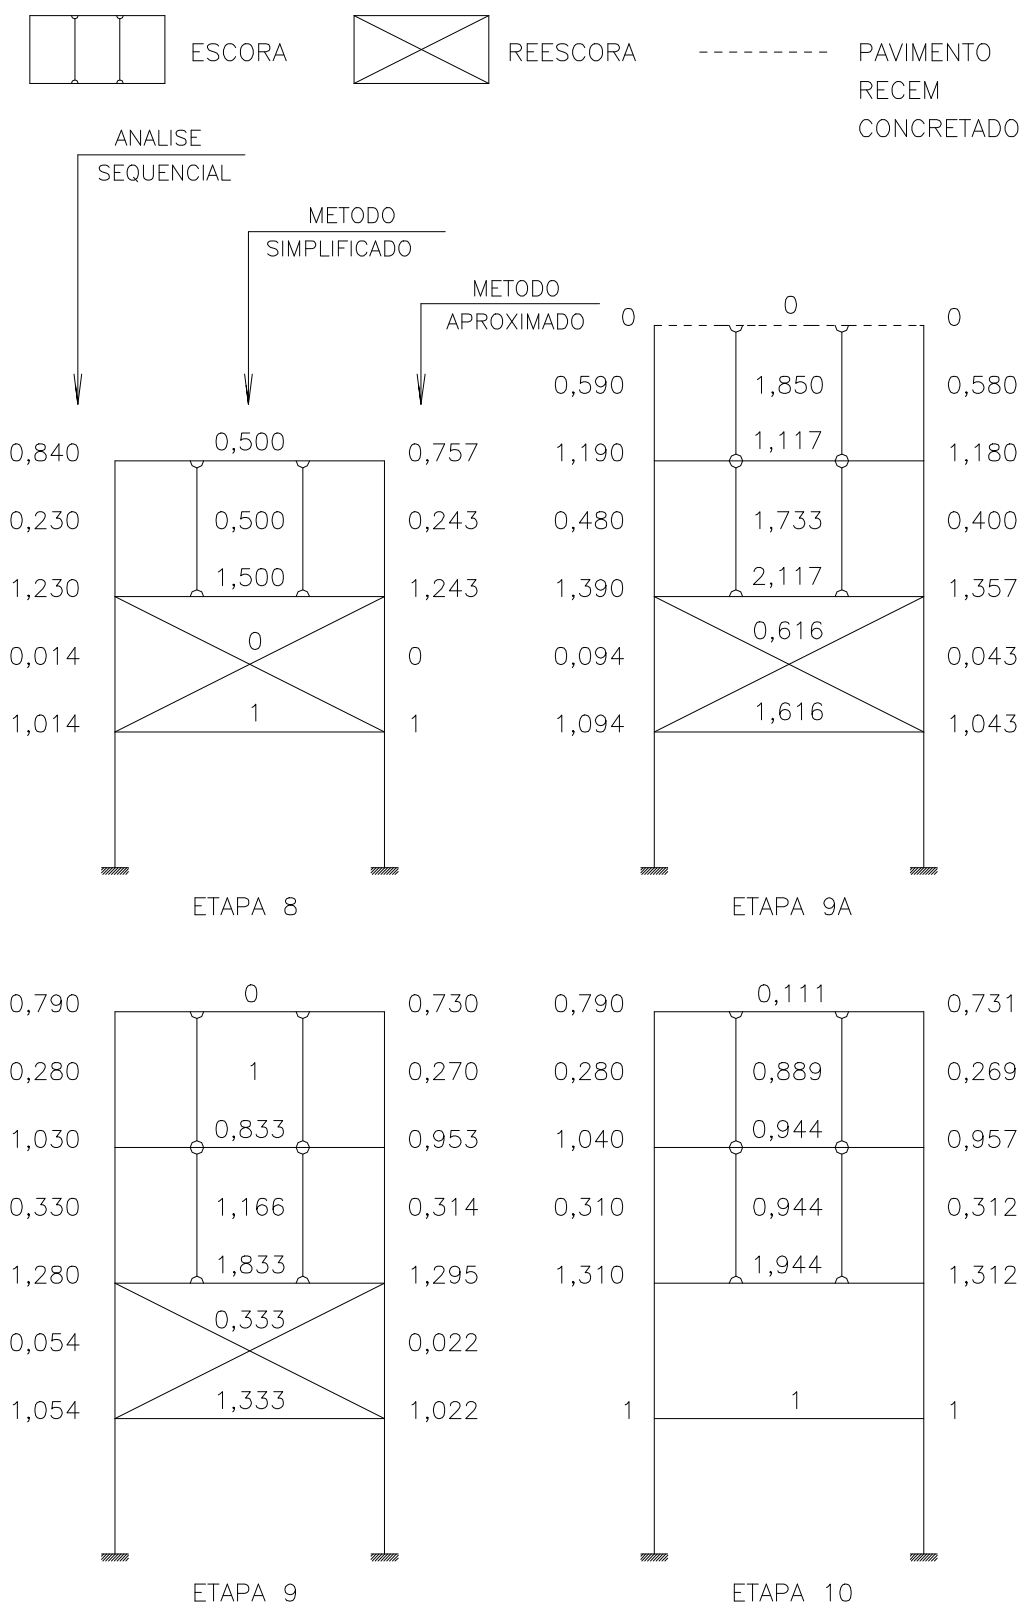 ESCORA
REESCORA
PAVIMENTO
RECEM
CONCRETADO
ANALISE
SEQUENCIAL
METODO
SIMPLIFICADO
METODO
APROXIMADO
0,840 0,500 0,757
0,230 0,500 0,243
1,230 1,500 1,243
0,014 0 0
1,014 1 1
ETAPA 8
0 0 0
0,590 1,850 0,580
1,190 1,117 1,180
0,480 1,733 0,400
1,390 2,117 1,357
0,094 0,616 0,043
1,094 1,616 1,043
ETAPA 9A
0,790 0 0,730
0,280 1 0,270
1,030 0,833 0,953
0,330 1,166 0,314
1,280 1,833 1,295
0,054 0,333 0,022
1,054 1,333 1,022
ETAPA 9
0,790 0,111 0,731
0,280 0,889 0,269
1,040 0,944 0,957
0,310 0,944 0,312
1,310 1,944 1,312
1 1 1
ETAPA 10